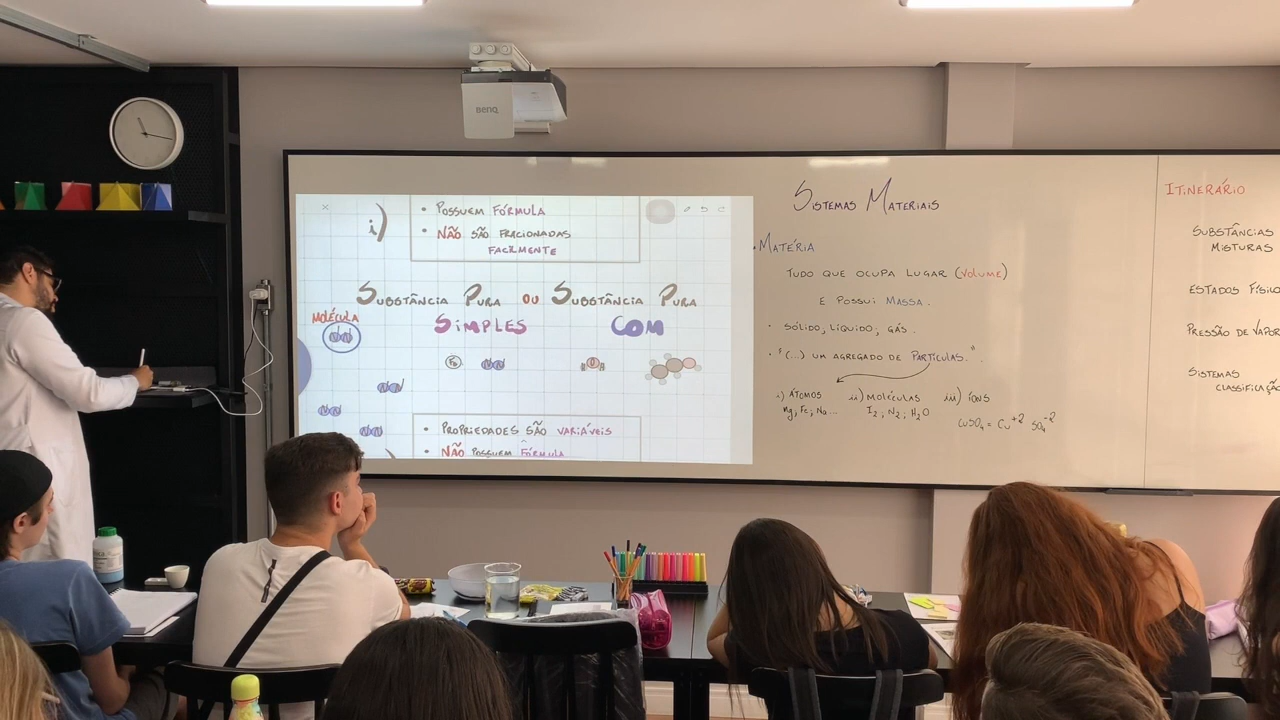 BENQ
i)
• POSSUEM FÓRMULA
• NÃO SÃO FRACIONADAS
FACILMENTE
SUBSTÂNCIA PURA OU SUBSTÂNCIA PURA
SIMPLES COM
MOLÉCULA
Fe
• PROPRIEDADES SÃO VARIÁVEIS
• NÃO POSSUEM FÓRMULA
SISTEMAS MATERIAIS
• MATÉRIA
TUDO QUE OCUPA LUGAR (VOLUME)
E POSSUI MASSA.
• SÓLIDO, LÍQUIDO, GÁS.
• "(...) UM AGREGADO DE PARTÍCULAS."
i) ÁTOMOS ii) MOLÉCULAS iii) ÍONS
Mg, Fe, Na... I₂, N₂, H₂O CuSO₄ = Cu⁺² SO₄⁻²
ITINERÁRIO
SUBSTÂNCIAS
MISTURAS
ESTADOS FÍSICO
PRESSÃO DE VAPOR
SISTEMAS
CLASSIFICAÇÃO